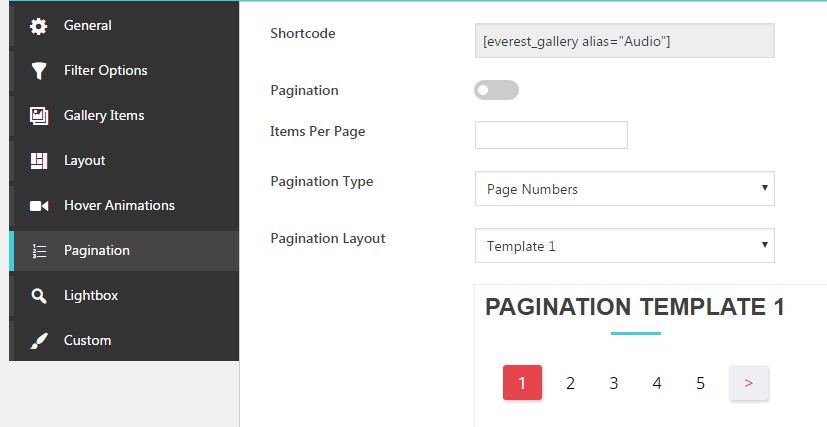 General
Filter Options
Gallery Items
Layout
Hover Animations
Pagination
Lightbox
Custom
Shortcode
[everest_gallery alias="Audio"]
Pagination
Items Per Page
Pagination Type
Page Numbers
Pagination Layout
Template 1
PAGINATION TEMPLATE 1
1 2 3 4 5 >